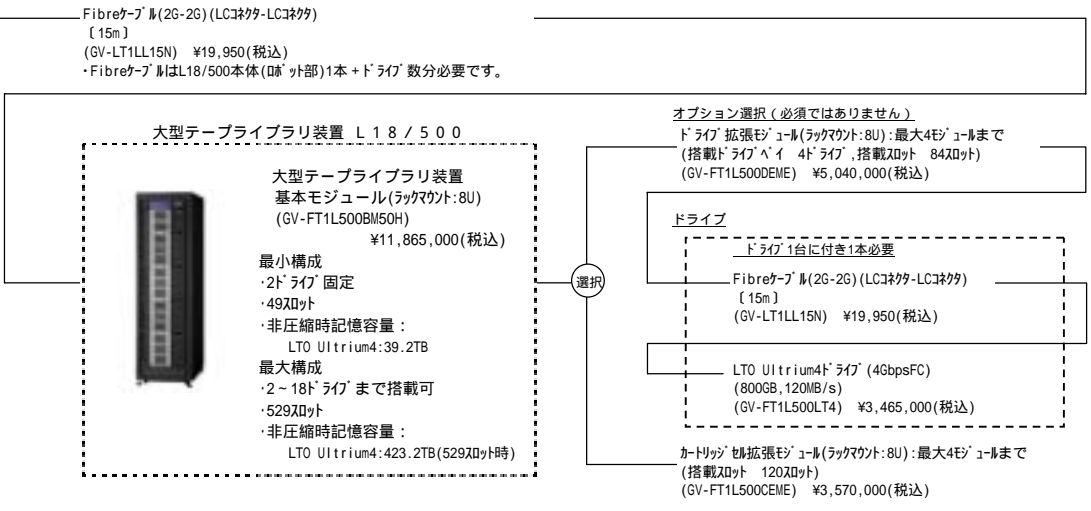 Fibreｹｰﾌﾞﾙ(2G-2G)(LCｺﾈｸﾀ-LCｺﾈｸﾀ)
〔15m〕
(GV-LT1LL15N) ¥19,950(税込)
･FibreｹｰﾌﾞﾙはL18/500本体(ﾛﾎﾞｯﾄ部)1本＋ﾄﾞﾗｲﾌﾞ数分必要です。
大型テープライブラリ装置 Ｌ１８/５００
大型テープライブラリ装置
基本モジュール(ﾗｯｸﾏｳﾝﾄ:8U)
(GV-FT1L500BM50H)
¥11,865,000(税込)
最小構成
･2ﾄﾞﾗｲﾌﾞ固定
･49ｽﾛｯﾄ
･非圧縮時記憶容量：
LTO Ultrium4:39.2TB
最大構成
･2~18ﾄﾞﾗｲﾌﾞまで搭載可
･529ｽﾛｯﾄ
･非圧縮時記憶容量：
LTO Ultrium4:423.2TB(529ｽﾛｯﾄ時)
選択
オプション選択（必須ではありません）
ﾄﾞﾗｲﾌﾞ拡張ﾓｼﾞｭｰﾙ(ﾗｯｸﾏｳﾝﾄ:8U):最大4ﾓｼﾞｭｰﾙまで
(搭載ﾄﾞﾗｲﾌﾞﾍﾞｲ 4ﾄﾞﾗｲﾌﾞ,搭載ｽﾛｯﾄ 84ｽﾛｯﾄ)
(GV-FT1L500DEME) ¥5,040,000(税込)
ドライブ
ﾄﾞﾗｲﾌﾞ1台に付き1本必要
Fibreｹｰﾌﾞﾙ(2G-2G)(LCｺﾈｸﾀ-LCｺﾈｸﾀ)
〔15m〕
(GV-LT1LL15N) ¥19,950(税込)
LTO Ultrium4ﾄﾞﾗｲﾌﾞ(4GbpsFC)
(800GB,120MB/s)
(GV-FT1L500LT4) ¥3,465,000(税込)
ｶｰﾄﾘｯｼﾞｾﾙ拡張ﾓｼﾞｭｰﾙ(ﾗｯｸﾏｳﾝﾄ:8U):最大4ﾓｼﾞｭｰﾙまで
(搭載ｽﾛｯﾄ 120ｽﾛｯﾄ)
(GV-FT1L500CEME) ¥3,570,000(税込)